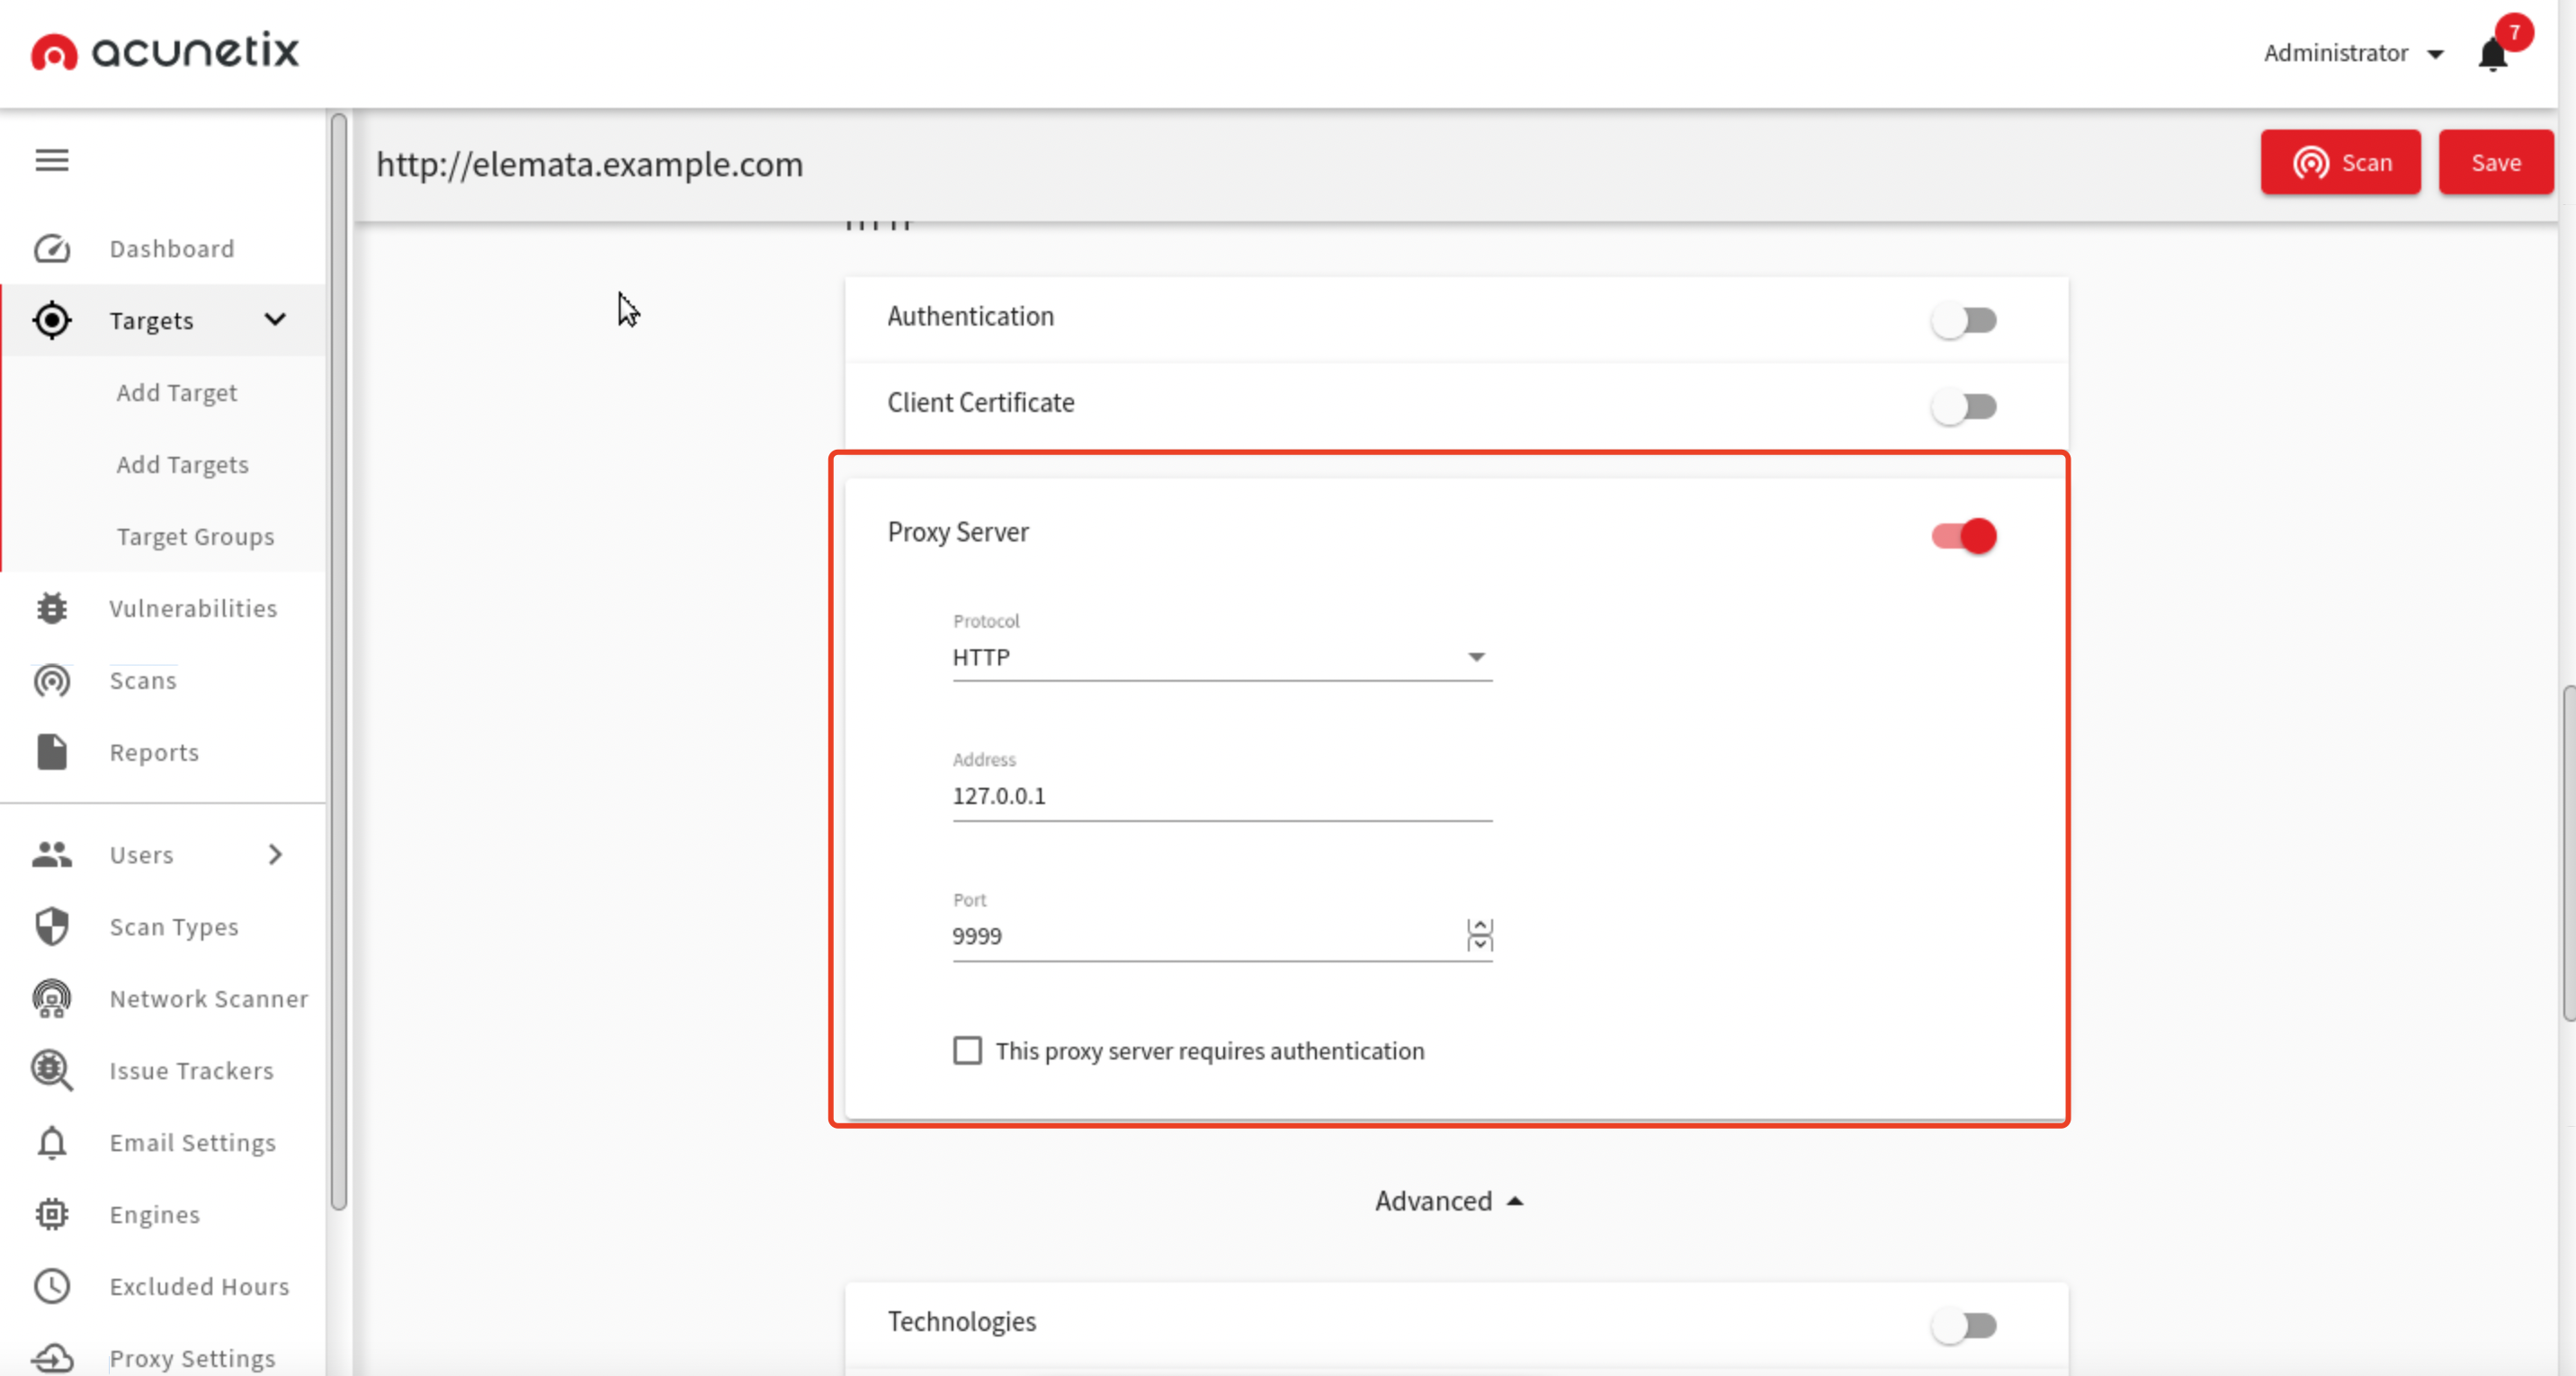 acunetix
Administrator
7
http://elemata.example.com
Scan
Save
HTTP
Dashboard
Targets
Add Target
Add Targets
Target Groups
Vulnerabilities
Scans
Reports
Users
Scan Types
Network Scanner
Issue Trackers
Email Settings
Engines
Excluded Hours
Proxy Settings
Authentication
Client Certificate
Proxy Server
Protocol
HTTP
Address
127.0.0.1
Port
9999
This proxy server requires authentication
Advanced
Technologies